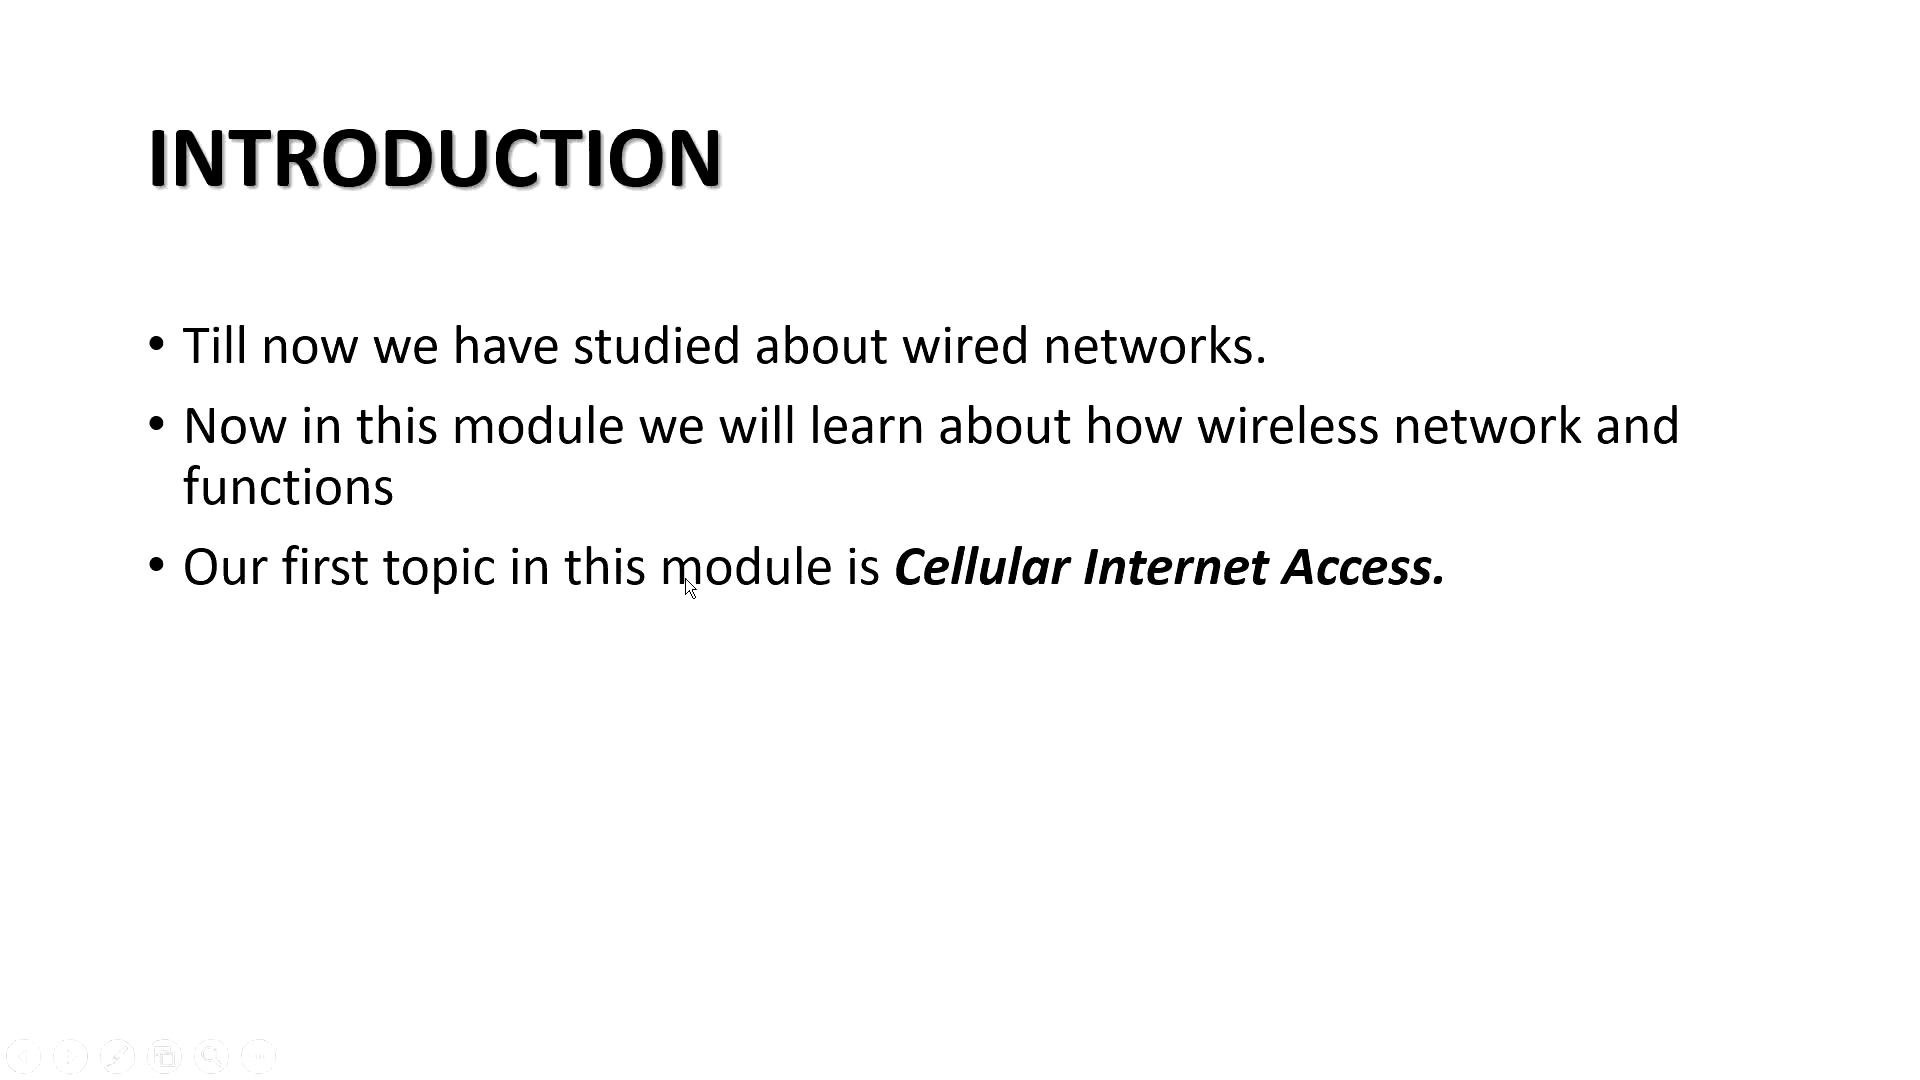 INTRODUCTION
• Till now we have studied about wired networks.
• Now in this module we will learn about how wireless network and
functions
• Our first topic in this module is Cellular Internet Access.